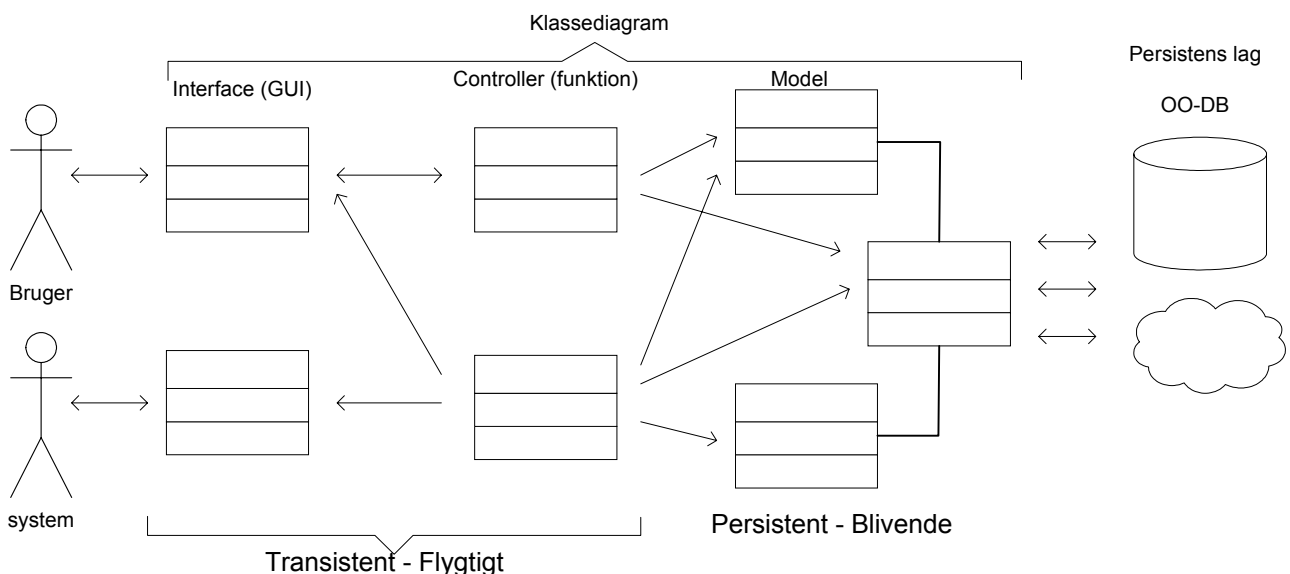 Klassediagram
Persistens lag
Interface (GUI)
Controller (funktion)
Model
OO-DB
Bruger
system
Persistent - Blivende
Transistent - Flygtigt